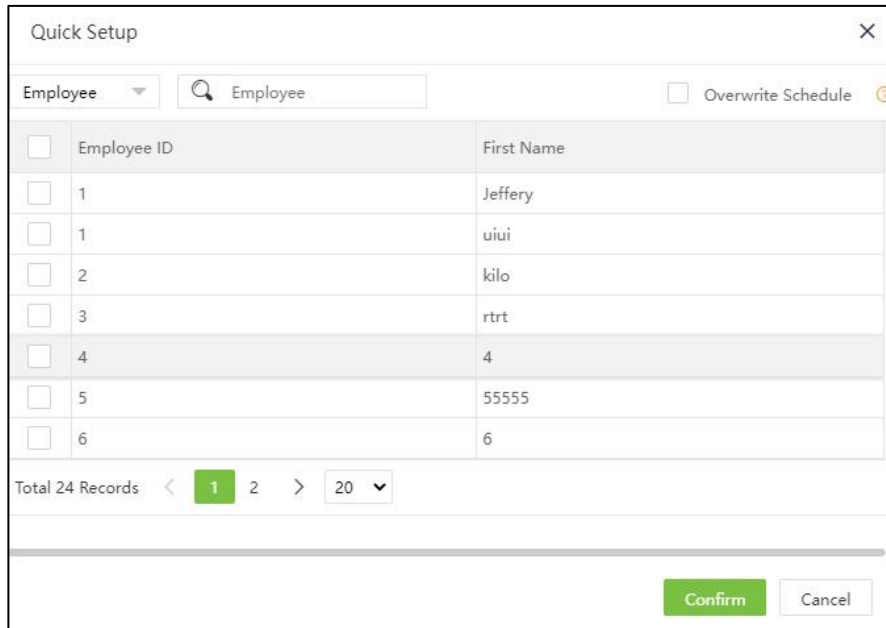 Quick Setup
Employee Employee Overwrite Schedule
Employee ID First Name
1 Jeffery
1 uiui
2 kilo
3 rtrt
4 4
5 55555
6 6
Total 24 Records 1 2 20
Confirm Cancel